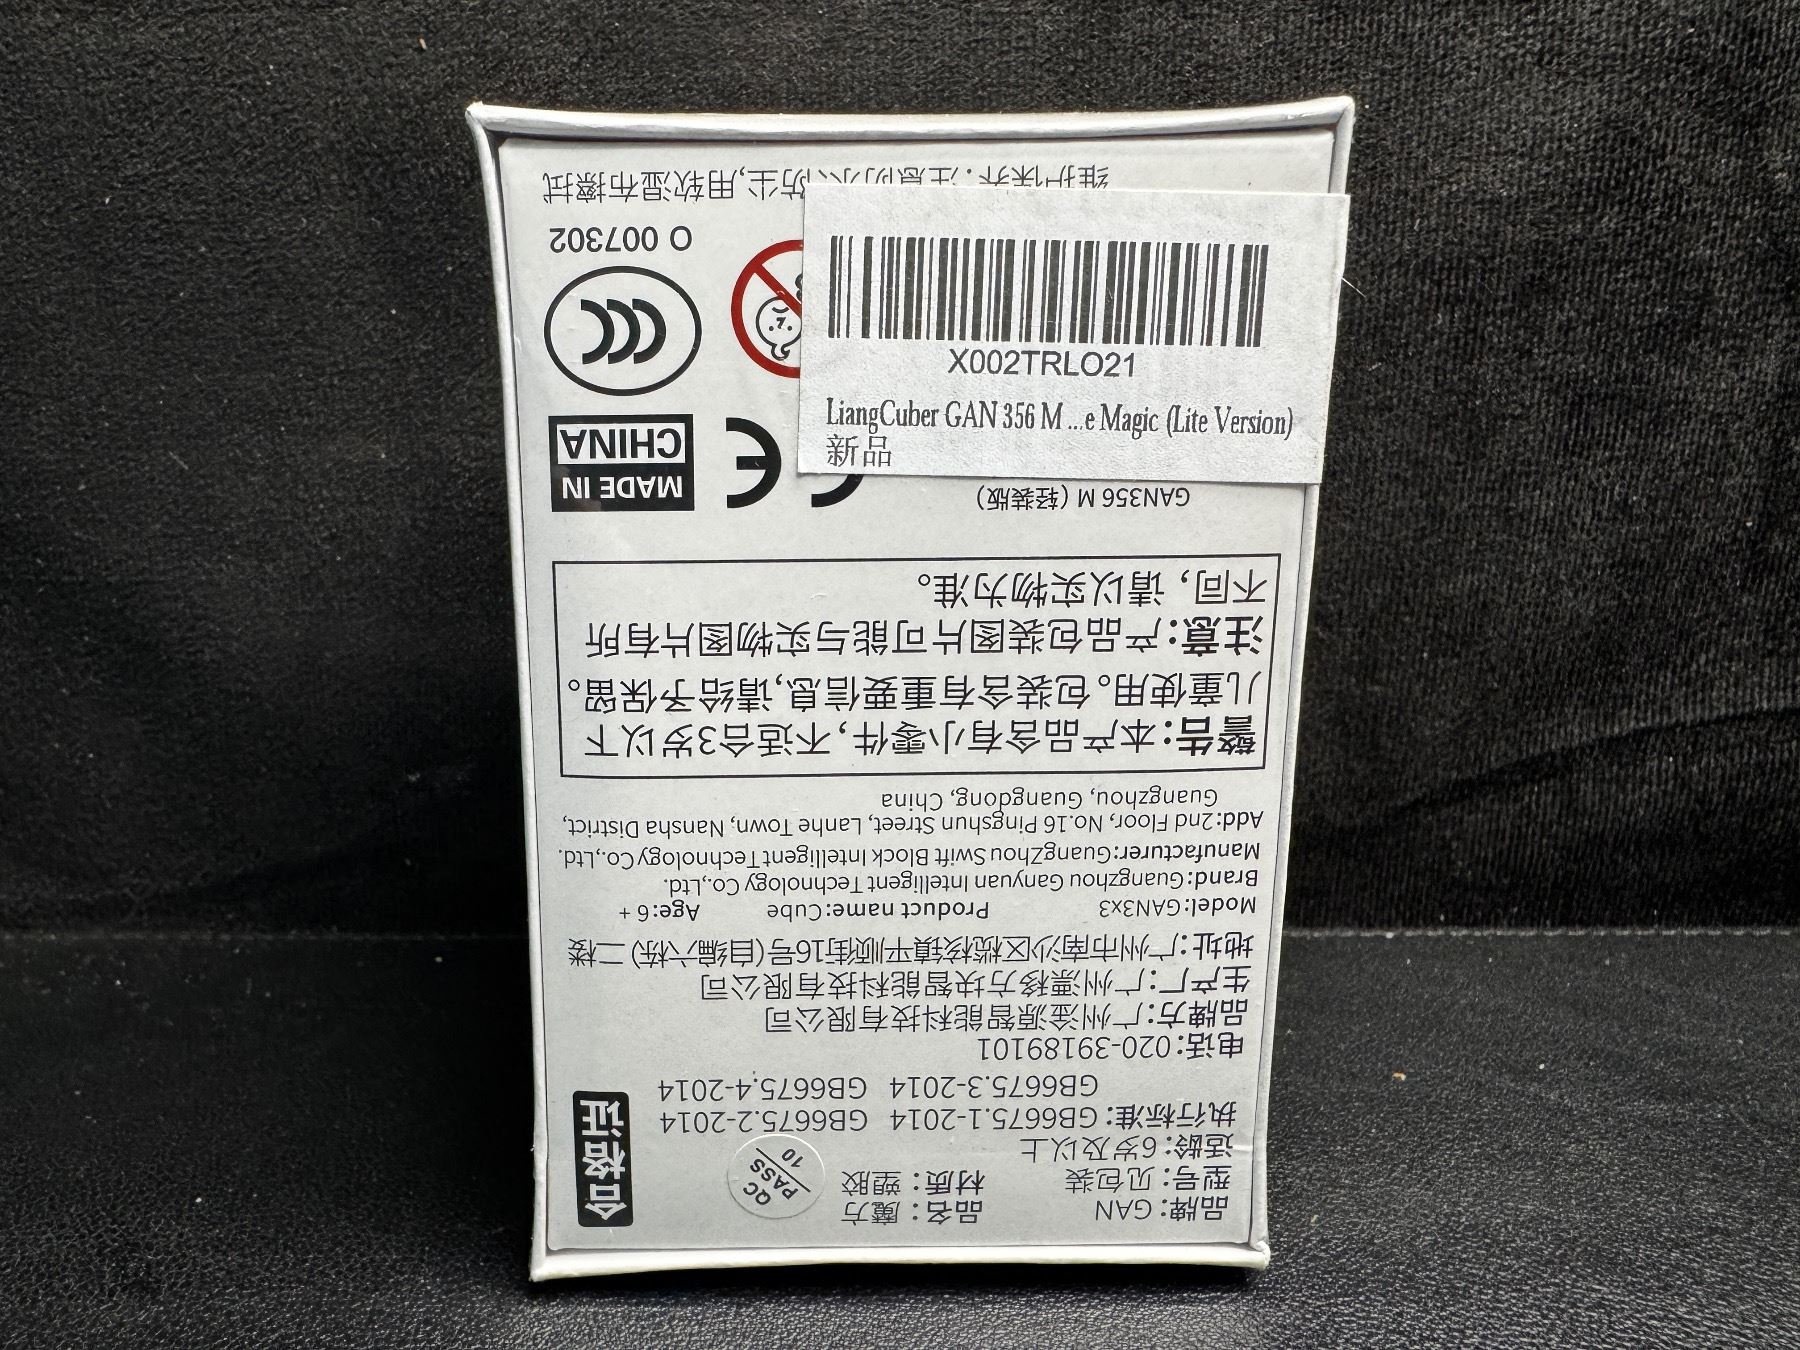 X002TRLO21
LiangCuber GAN 356 M ...e Magic (Lite Version)
新品
品牌：GAN 品名：魔方
型号：见包装 材质：塑胶
适龄：6岁及以上
执行标准：GB6675.1-2014 GB6675.2-2014
GB6675.3-2014 GB6675.4-2014
QC
PASS
10
合格证
电话：020-39189101
品牌方：广州淦源智能科技有限公司
生产厂：广州漂移方块智能科技有限公司
地址：广州市南沙区榄核镇平顺街16号(自编六栋)二楼
Model:GAN3x3 Product name:Cube Age:6+
Brand:Guangzhou Ganyuan Intelligent Technology Co.,Ltd.
Manufacturer:GuangZhou Swift Block Intelligent Technology Co.,Ltd.
Add:2nd Floor, No.16 Pingshun Street, Lanhe Town, Nansha District,
Guangzhou, Guangdong, China
警告：本产品含有小零件，不适合3岁以下
儿童使用。包装含有重要信息，请给予保留。
注意：产品包装图片可能与实物图片有所
不同，请以实物为准。
GAN356 M (轻装版)
CE
MADE IN
CHINA
CCC
O 007302
维护保养：注意防水、防尘,用软湿布擦拭